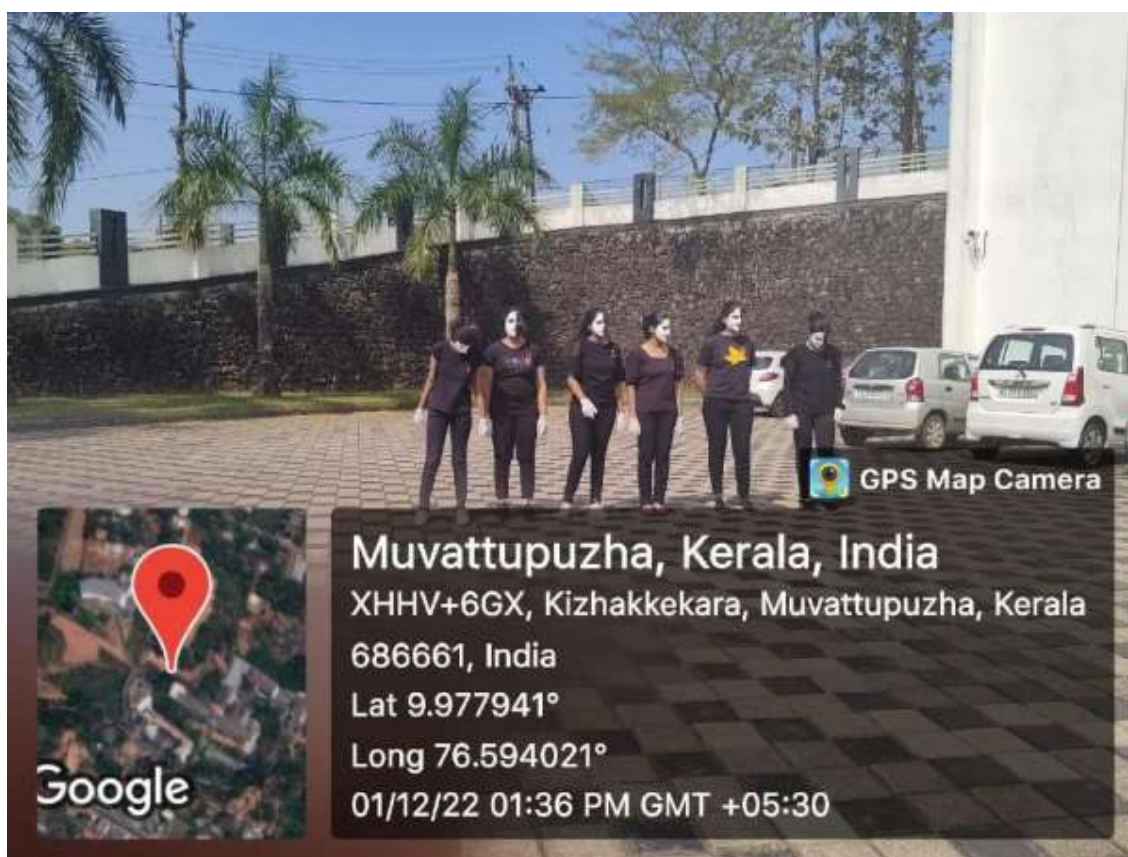 GPS Map Camera
Muvattupuzha, Kerala, India
XHHV+6GX, Kizhakkekara, Muvattupuzha, Kerala
686661, India
Lat 9.977941°
Long 76.594021°
01/12/22 01:36 PM GMT +05:30
Google